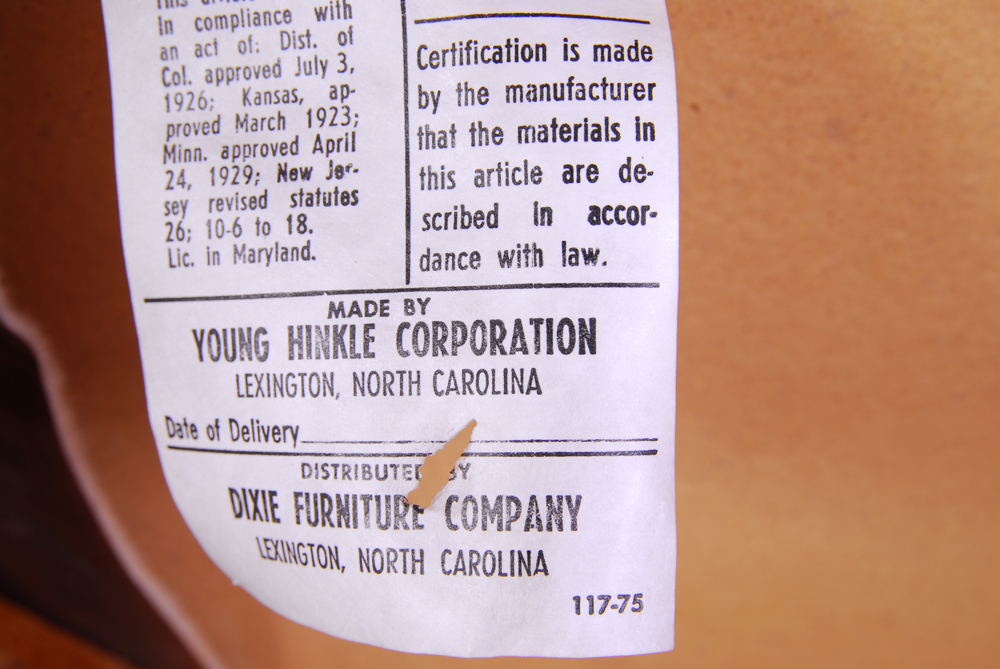 In compliance with
an act of: Dist. of
Col. approved July 3,
1926; Kansas, ap-
proved March 1923;
Minn. approved April
24, 1929; New Jer-
sey revised statutes
26; 10-6 to 18.
Lic. in Maryland.
Certification is made
by the manufacturer
that the materials in
this article are de-
scribed in accor-
dance with law.
MADE BY
YOUNG HINKLE CORPORATION
LEXINGTON, NORTH CAROLINA
Date of Delivery
DISTRIBUTED BY
DIXIE FURNITURE COMPANY
LEXINGTON, NORTH CAROLINA
117-75